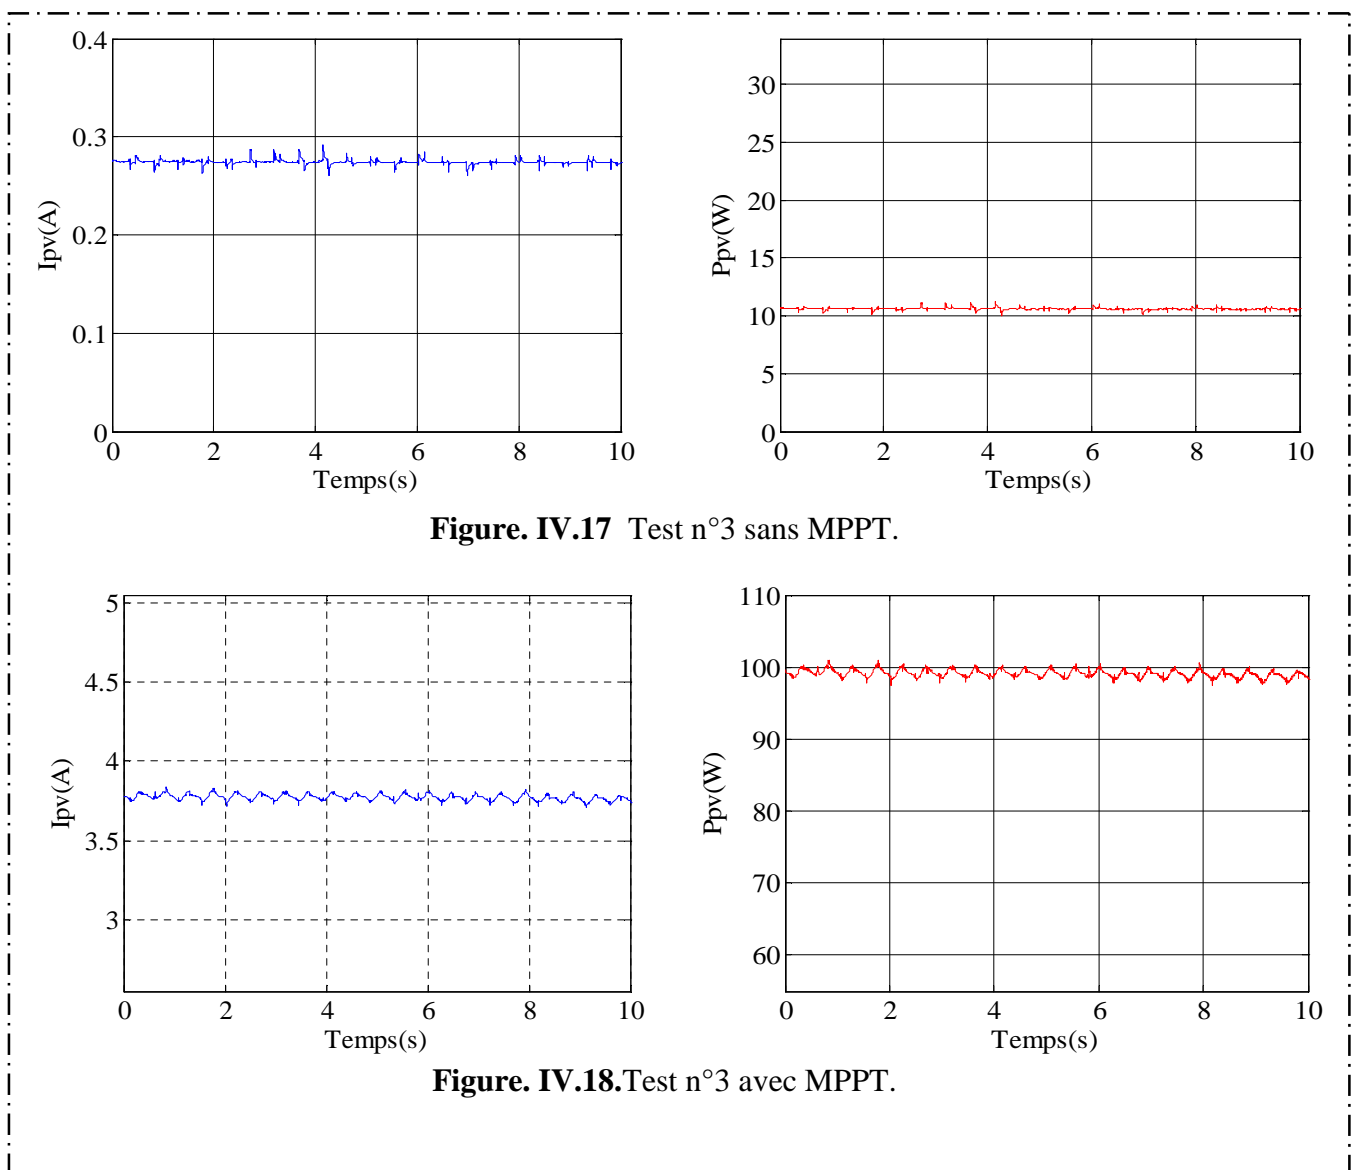 0.4
0.3
0.2
0.1
0
Ipv(A)
0 2 4 6 8 10
Temps(s)
30
25
20
15
10
5
0
Ppv(W)
0 2 4 6 8 10
Temps(s)
Figure. IV.17 Test n°3 sans MPPT.
5
4.5
4
3.5
3
Ipv(A)
0 2 4 6 8 10
Temps(s)
110
100
90
80
70
60
Ppv(W)
0 2 4 6 8 10
Temps(s)
Figure. IV.18.Test n°3 avec MPPT.